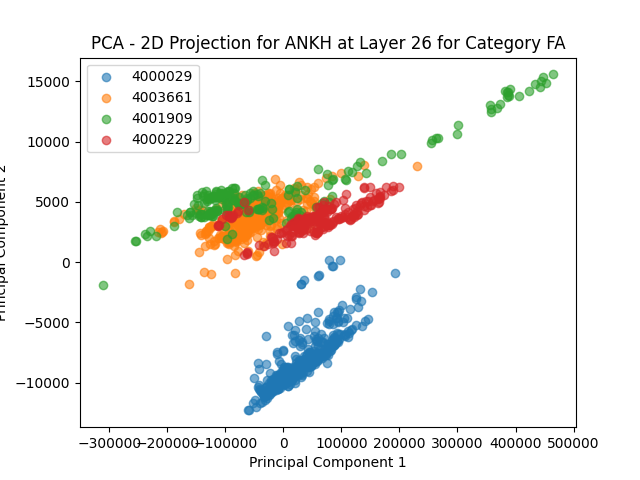 PCA - 2D Projection for ANKH at Layer 26 for Category FA
4000029
4003661
4001909
4000229
15000
10000
5000
0
−5000
−10000
Principal Component 2
−300000 −200000 −100000 0 100000 200000 300000 400000 500000
Principal Component 1